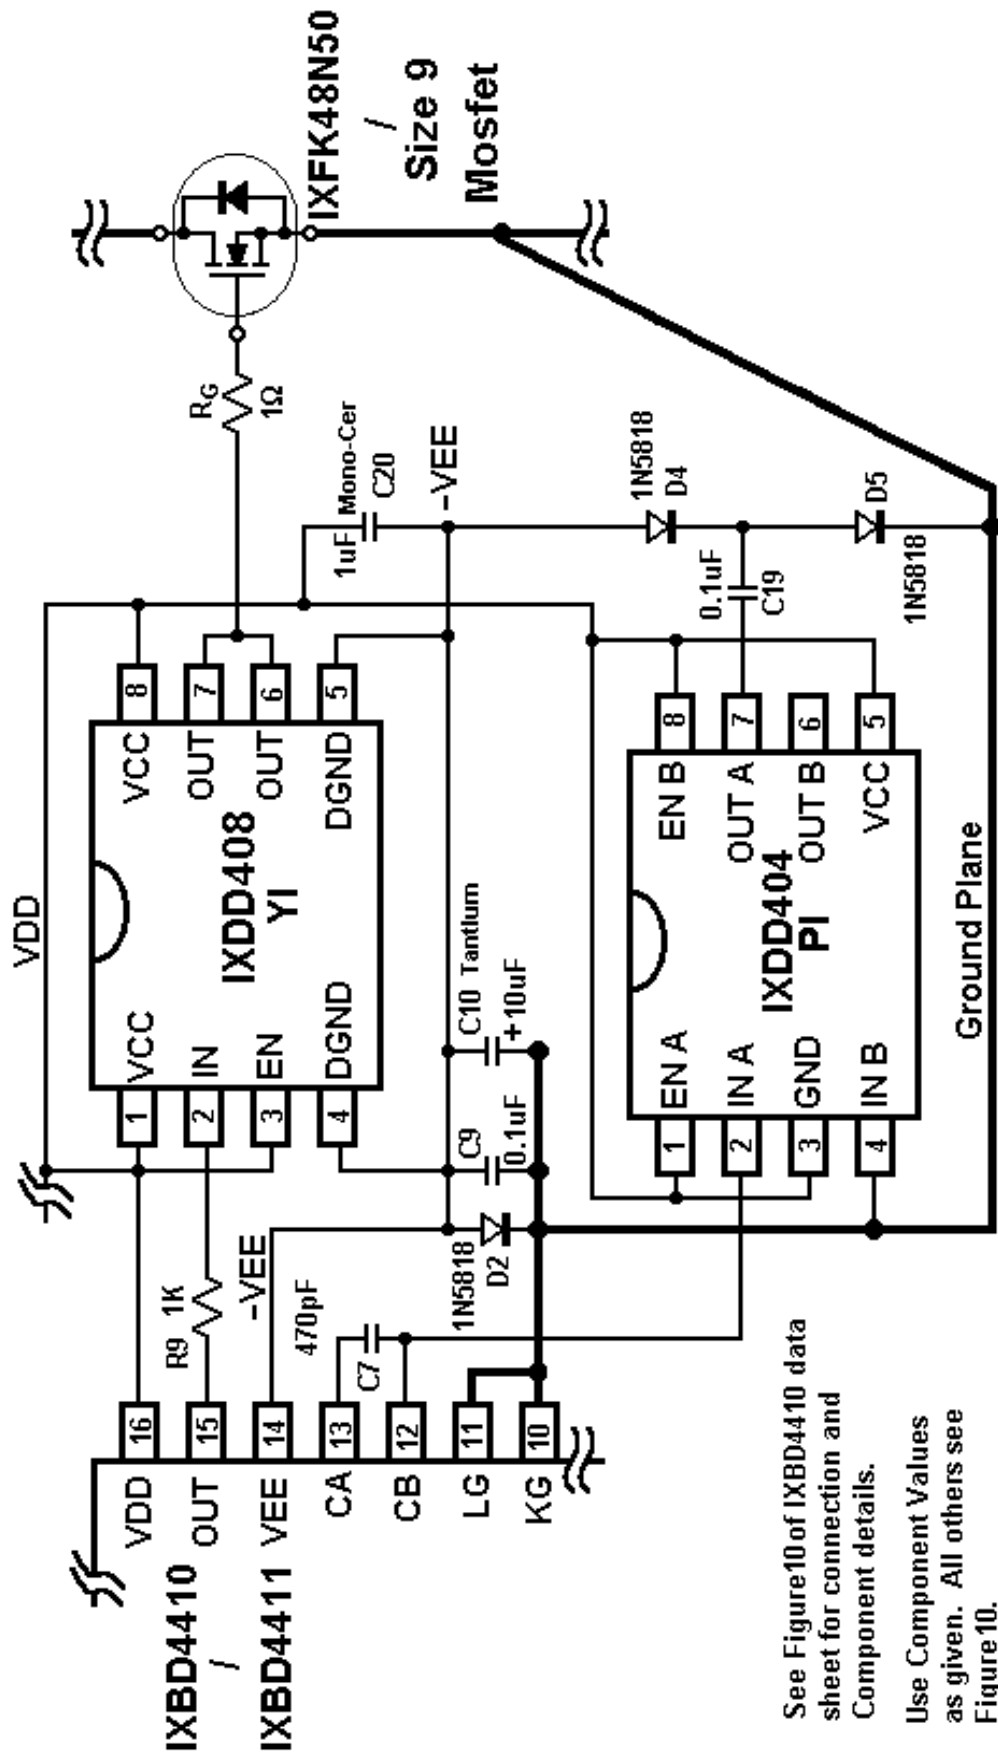 VDD
IXBD4410
/
IXBD4411
VDD
OUT
VEE
CA
CB
LG
KG
16
15
14
13
12
11
10
R9 1K
-VEE
470pF
C7
1N5818
D2
C9
0.1uF
C10 Tantlum
+10uF
1
2
3
4
VCC
IN
EN
DGND
IXDD408
YI
VCC
OUT
OUT
DGND
8
7
6
5
RG
1Ω
1uF Mono-Cer
C20
-VEE
IXFK48N50
/
Size 9
Mosfet
1
2
3
4
EN A
IN A
GND
IN B
IXDD404
PI
EN B
OUT A
OUT B
VCC
8
7
6
5
0.1uF
C19
1N5818
D4
D5
1N5818
Ground Plane
See Figure10 of IXBD4410 data
sheet for connection and
Component details.
Use Component Values
as given. All others see
Figure10.